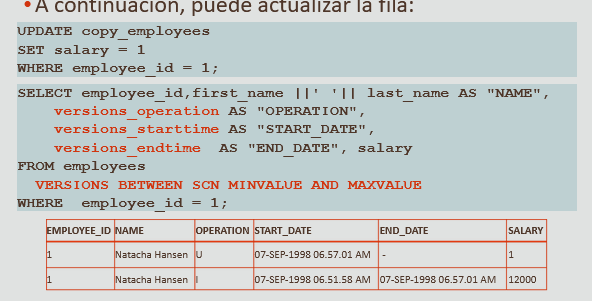 • A continuación, puede actualizar la fila:
UPDATE copy_employees
SET salary = 1
WHERE employee_id = 1;
SELECT employee_id,first_name ||' '|| last_name AS "NAME",
versions_operation AS "OPERATION",
versions_starttime AS "START_DATE",
versions_endtime AS "END_DATE", salary
FROM employees
VERSIONS BETWEEN SCN MINVALUE AND MAXVALUE
WHERE employee_id = 1;
EMPLOYEE_ID NAME OPERATION START_DATE END_DATE SALARY
1 Natacha Hansen U 07-SEP-1998 06.57.01 AM - 1
1 Natacha Hansen I 07-SEP-1998 06.51.58 AM 07-SEP-1998 06.57.01 AM 12000